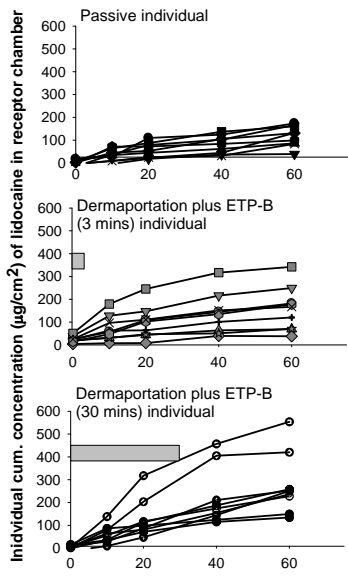 Inidvidual cum. concentration (µg/cm2) of lidocaine in receptor chamber
Passive individual
600
500
400
300
200
100
0
0 20 40 60
Dermaportation plus ETP-B
(3 mins) individual
600
500
400
300
200
100
0
0 20 40 60
Dermaportation plus ETP-B
(30 mins) individual
600
500
400
300
200
100
0
0 20 40 60